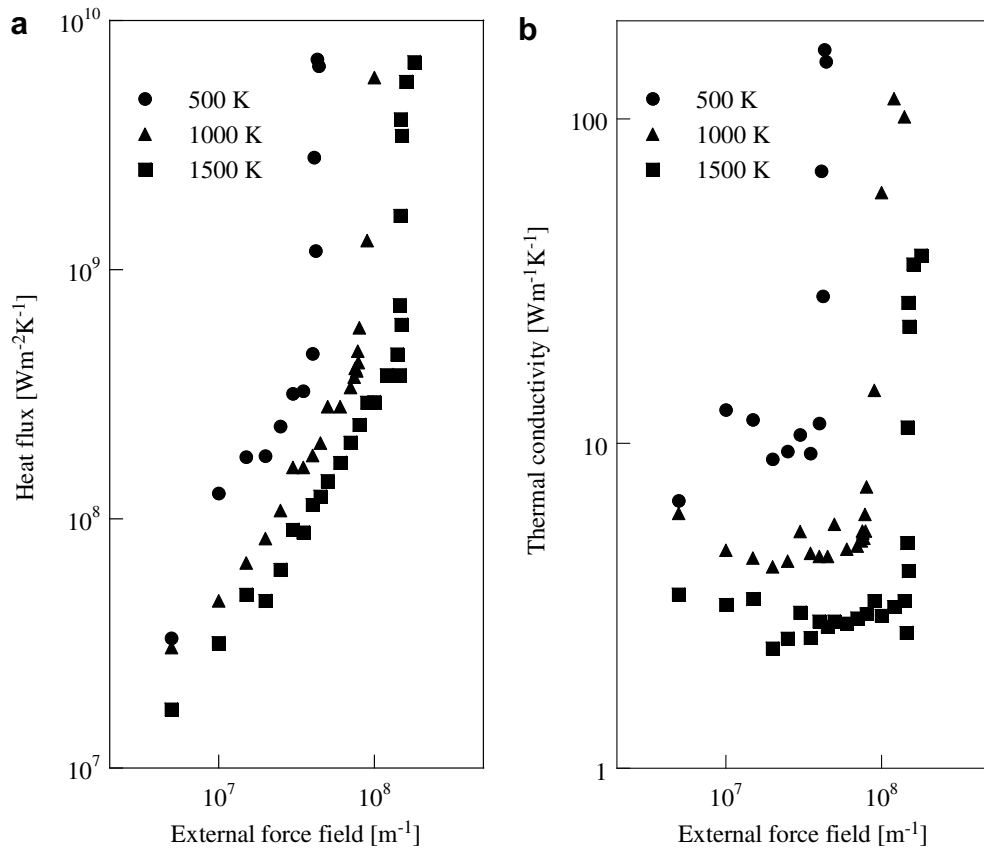 a
10^10
500 K
1000 K
1500 K
10^9
10^8
10^7
Heat flux [Wm^-2K^-1]
10^7
10^8
External force field [m^-1]
b
100
500 K
1000 K
1500 K
10
1
Thermal conductivity [Wm^-1K^-1]
10^7
10^8
External force field [m^-1]